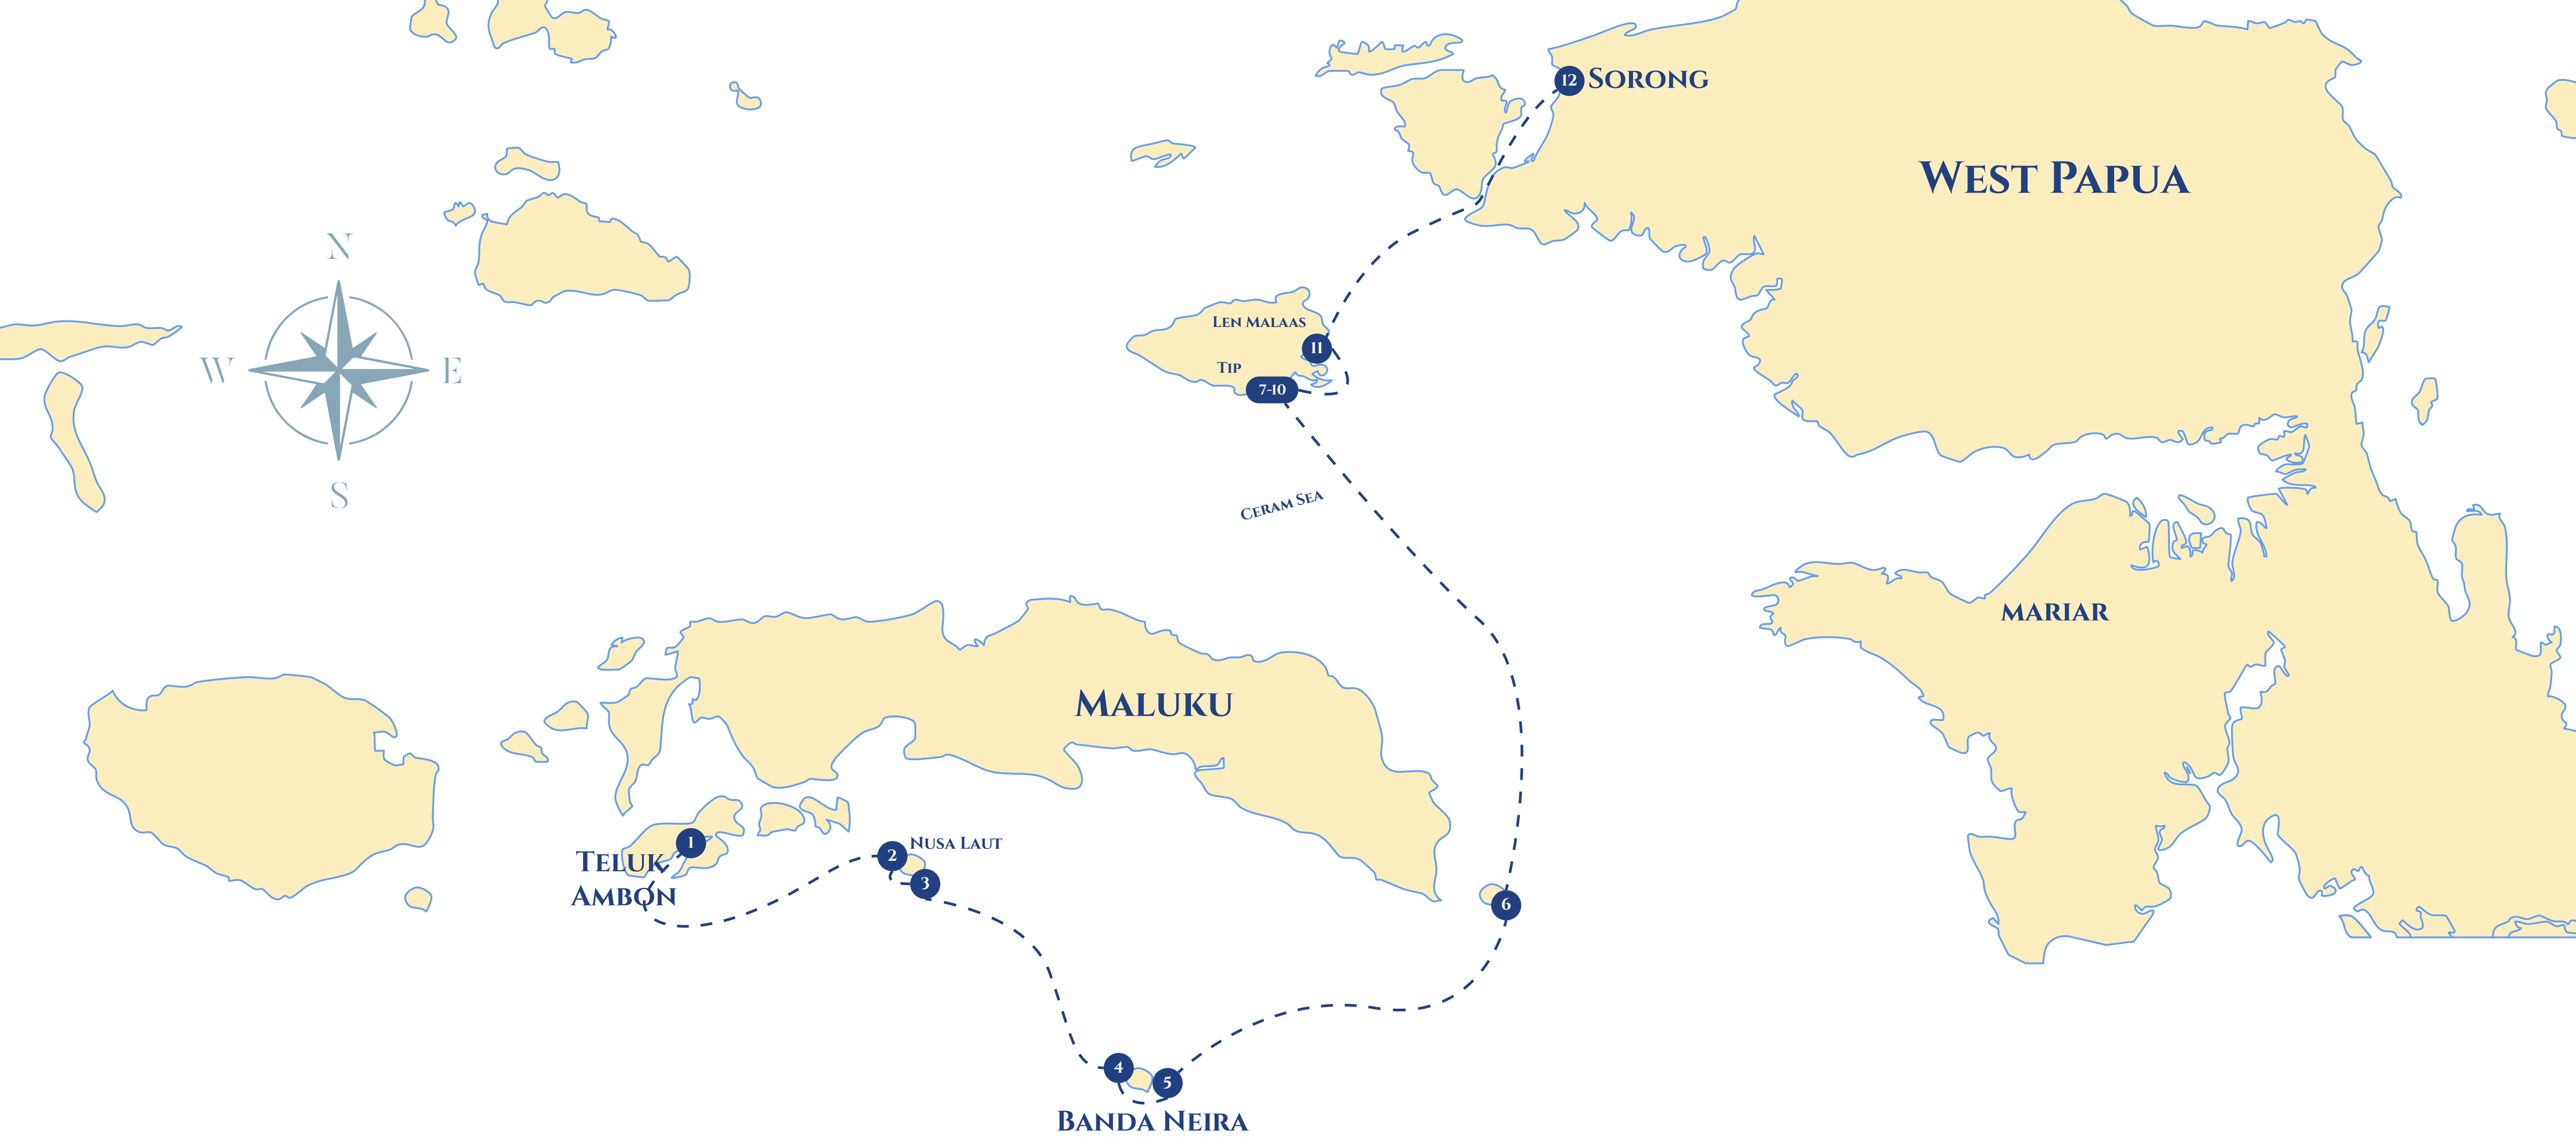 12 Sorong
West Papua
N
W
E
S
Len Malaas
11
Tip
7-10
Ceram Sea
Mariar
Maluku
1
Teluk
Ambon
2
Nusa Laut
3
6
4
5
Banda Neira